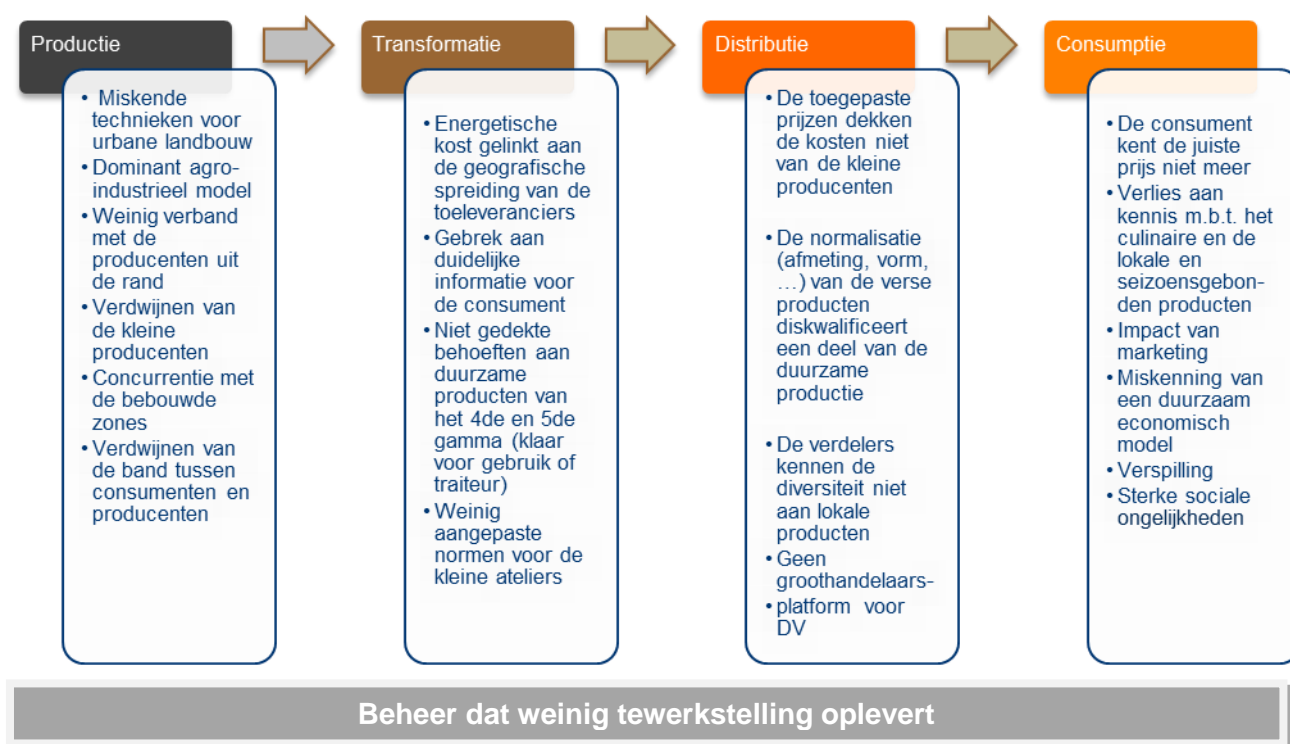 Productie
Miskende
technieken voor
urbane landbouw
• Dominant agro-
industrieel model
• Weinig verband
met de
producenten uit
de rand
• Verdwijnen van
de kleine
producenten
• Concurrentie met
de bebouwde
zones
• Verdwijnen van
de band tussen
consumenten en
producenten
Transformatie
• Energetische
kost gelinkt aan
de geografische
spreiding van de
toeleveranciers
• Gebrek aan
duidelijke
informatie voor
de consument
• Niet gedekte
behoeften aan
duurzame
producten van
het 4de en 5de
gamma (klaar
voor gebruik of
traiteur)
• Weinig
aangepaste
normen voor de
kleine ateliers
Distributie
• De toegepaste
prijzen dekken
de kosten niet
van de kleine
producenten
• De normalisatie
(afmeting, vorm,
…) van de verse
producten
diskwalificeert
een deel van de
duurzame
productie
• De verdelers
kennen de
diversiteit niet
aan lokale
producten
• Geen
groothandelaars-
• platform voor
DV
Consumptie
• De consument
kent de juiste
prijs niet meer
• Verlies aan
kennis m.b.t. het
culinaire en de
lokale en
seizoensgebon-
den producten
• Impact van
marketing
• Miskenning van
een duurzaam
economisch
model
• Verspilling
• Sterke sociale
ongelijkheden
Beheer dat weinig tewerkstelling oplevert